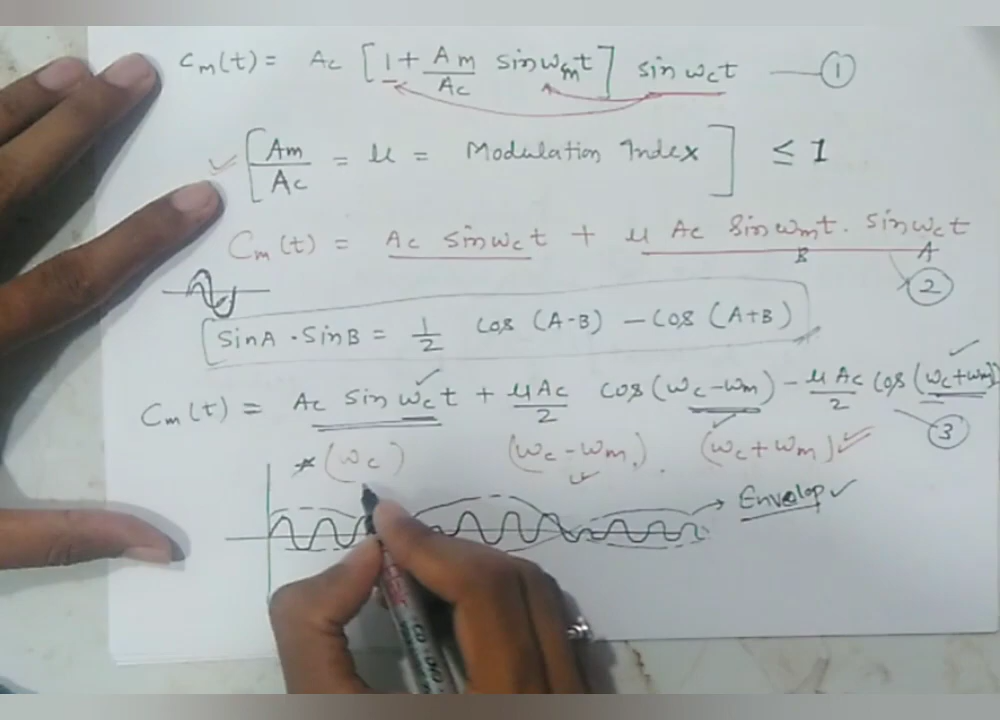 Cm(t) = Ac [1 + Am/Ac sin ωmt] sin ωct — ①
[Am/Ac = μ = Modulation Index] ≤ 1
Cm(t) = Ac sin ωct + μ Ac sin ωmt . sin ωct
B A ②
SinA . SinB = 1/2 Cos (A-B) - Cos (A+B)
Cm(t) = Ac sin ωct + μAc/2 cos (ωc-ωm) - μAc/2 cos (ωc+ωm)
③
* (ωc) (ωc-ωm). (ωc+ωm)
Envelop